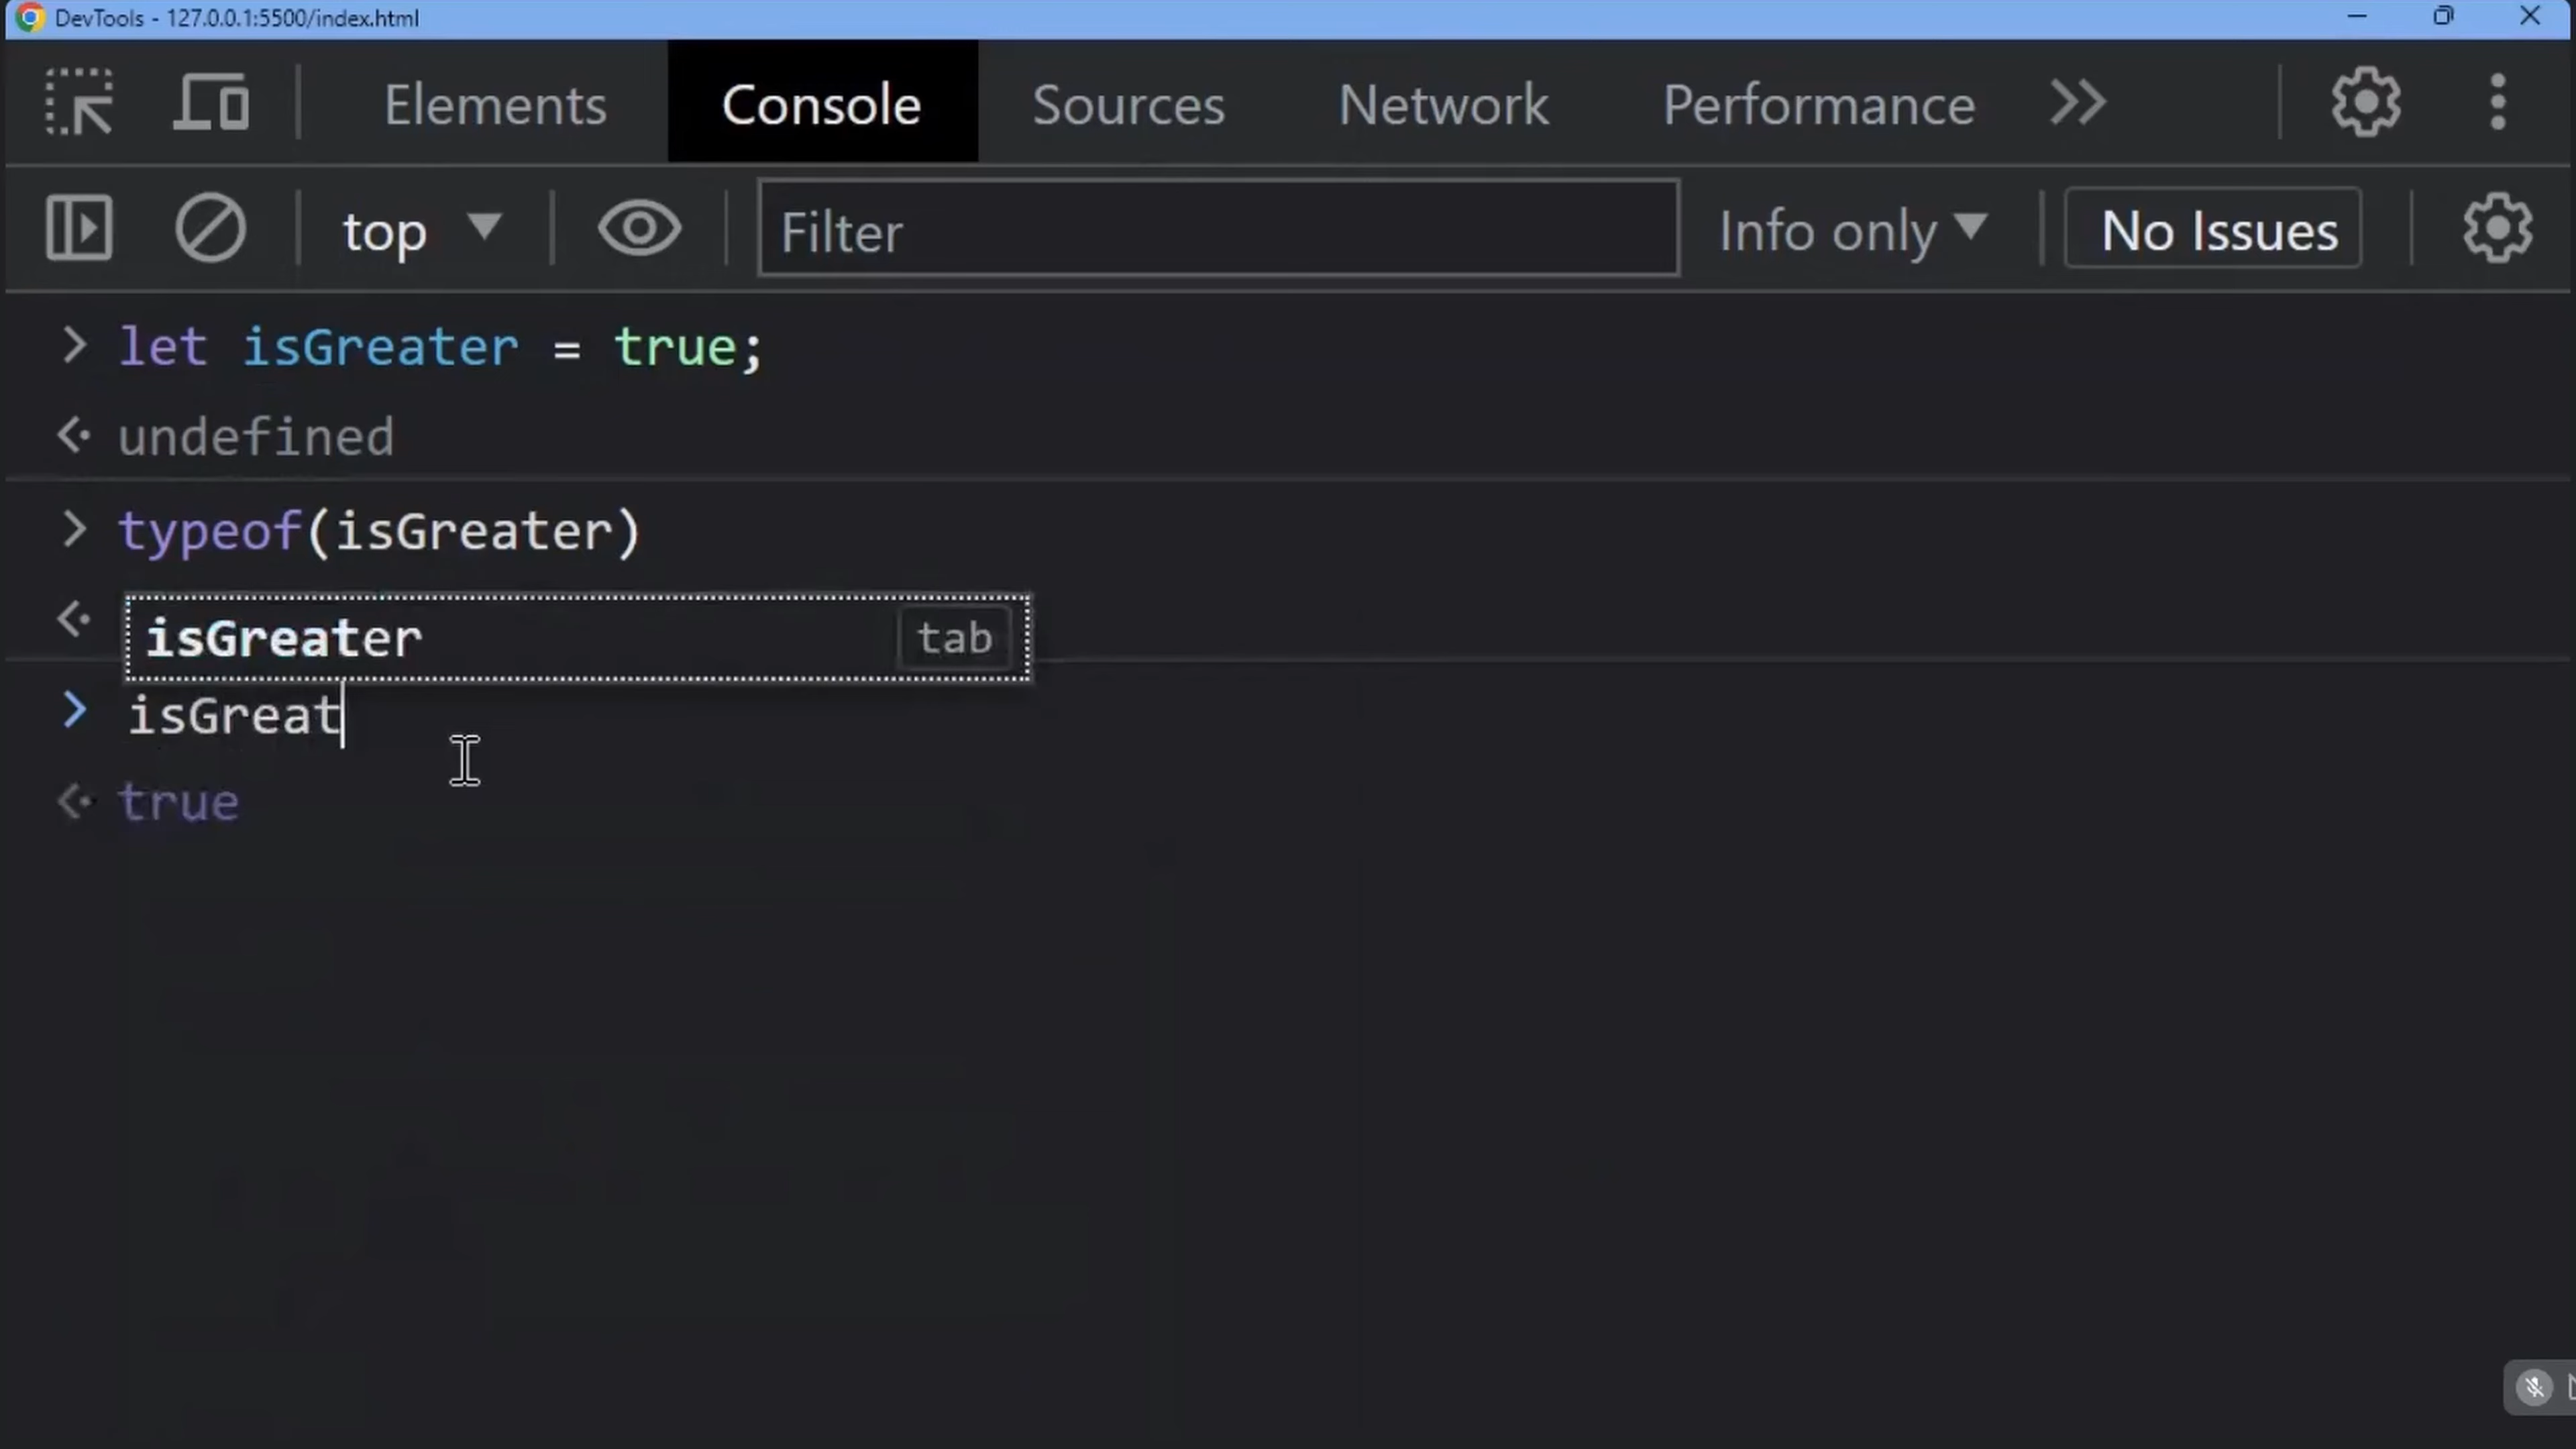 DevTools - 127.0.0.1:5500/index.html
Elements Console Sources Network Performance
top Filter Info only No Issues
> let isGreater = true;
undefined
> typeof(isGreater)
isGreater tab
> isGreat
true